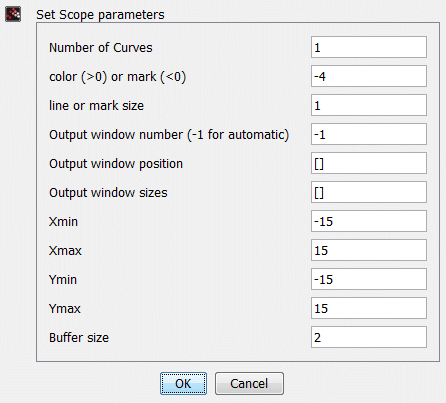 Set Scope parameters
Number of Curves 1
color (>0) or mark (<0) -4
line or mark size 1
Output window number (-1 for automatic) -1
Output window position []
Output window sizes []
Xmin -15
Xmax 15
Ymin -15
Ymax 15
Buffer size 2
OK Cancel